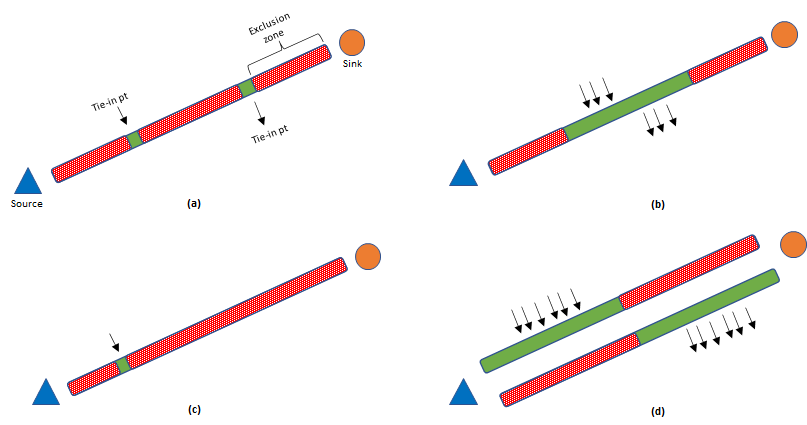 Exclusion
zone
Sink
Tie-in pt
Tie-in pt
Source
(a)
(b)
(c)
(d)